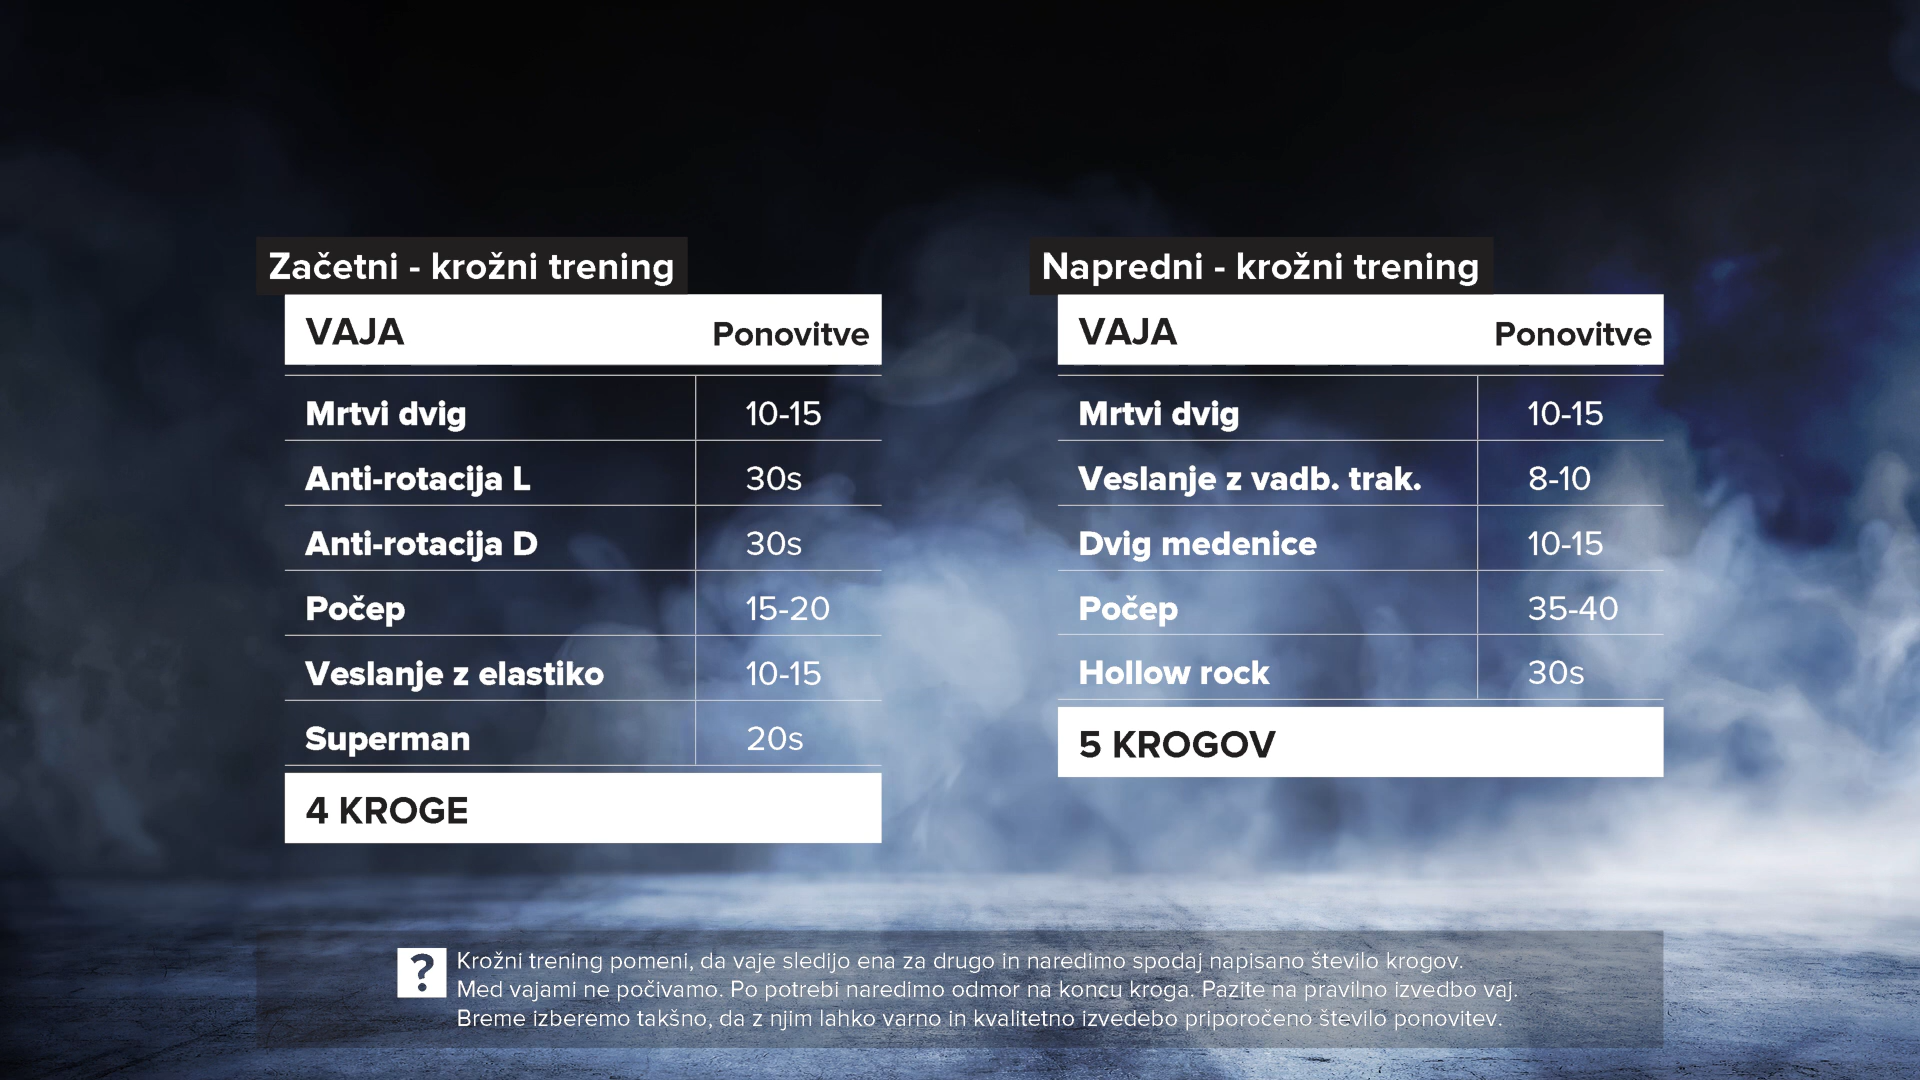 Začetni - krožni trening
VAJA Ponovitve
Mrtvi dvig 10-15
Anti-rotacija L 30s
Anti-rotacija D 30s
Počep 15-20
Veslanje z elastiko 10-15
Superman 20s
4 KROGE
Napredni - krožni trening
VAJA Ponovitve
Mrtvi dvig 10-15
Veslanje z vadb. trak. 8-10
Dvig medenice 10-15
Počep 35-40
Hollow rock 30s
5 KROGOV
? Krožni trening pomeni, da vaje sledijo ena za drugo in naredimo spodaj napisano število krogov.
Med vajami ne počivamo. Po potrebi naredimo odmor na koncu kroga. Pazite na pravilno izvedbo vaj.
Breme izberemo takšno, da z njim lahko varno in kvalitetno izvedebo priporočeno število ponovitev.